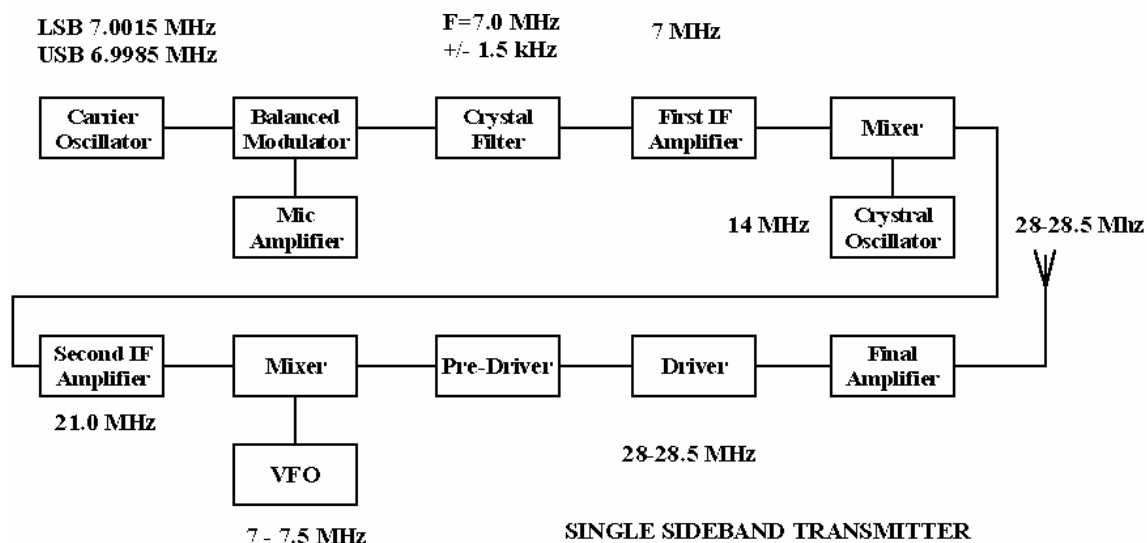 LSB 7.0015 MHz
USB 6.9985 MHz
F=7.0 MHz
+/- 1.5 kHz
7 MHz
Carrier
Oscillator
Balanced
Modulator
Crystal
Filter
First IF
Amplifier
Mixer
Mic
Amplifier
14 MHz
Crystral
Oscillator
28-28.5 Mhz
Second IF
Amplifier
Mixer
Pre-Driver
Driver
Final
Amplifier
21.0 MHz
VFO
28-28.5 MHz
7 - 7.5 MHz
SINGLE SIDEBAND TRANSMITTER